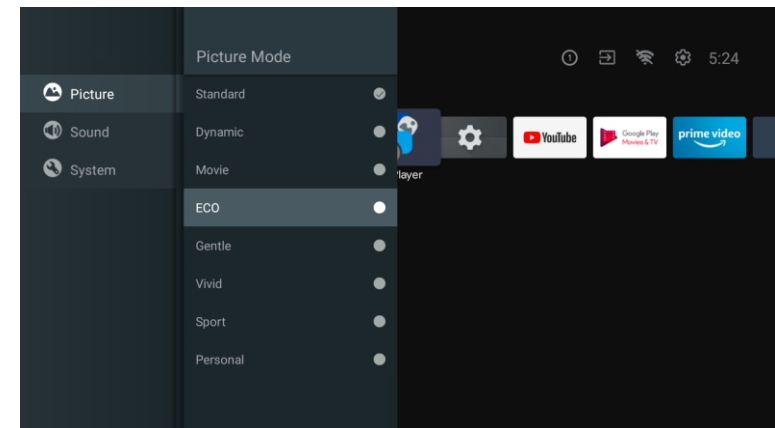 Picture Mode
1
5:24
Picture
Sound
System
Standard
Dynamic
Movie
ECO
Gentle
Vivid
Sport
Personal
layer
YouTube
Google Play
Movies & TV
prime video